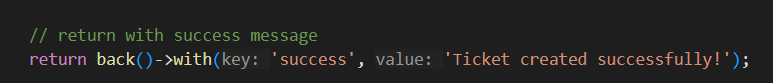 // return with success message
return back()->with(key: 'success', value: 'Ticket created successfully!');